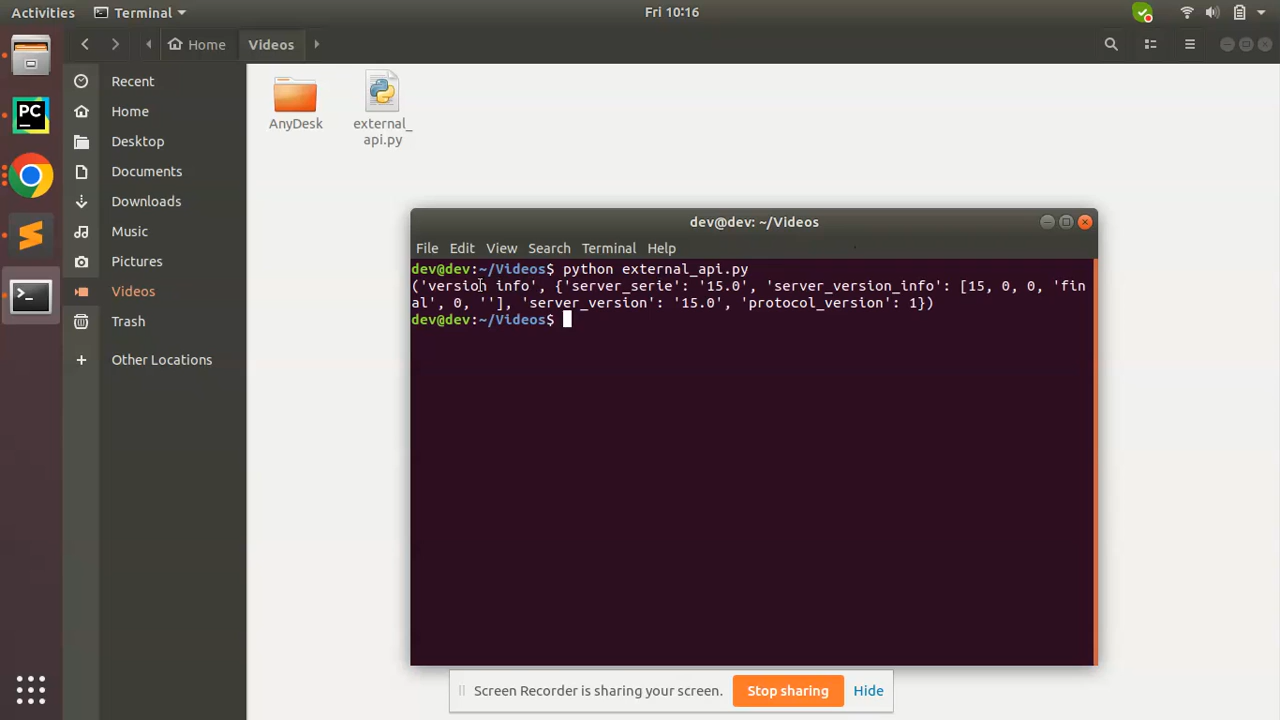 Activities
Terminal
Fri 10:16
Home
Videos
Recent
Home
Desktop
Documents
Downloads
Music
Pictures
Videos
Trash
Other Locations
AnyDesk
external_
api.py
PC
dev@dev: ~/Videos
File Edit View Search Terminal Help
dev@dev:~/Videos$ python external_api.py
('version info', {'server_serie': '15.0', 'server_version_info': [15, 0, 0, 'fin
al', 0, ''], 'server_version': '15.0', 'protocol_version': 1})
dev@dev:~/Videos$
Screen Recorder is sharing your screen.
Stop sharing
Hide